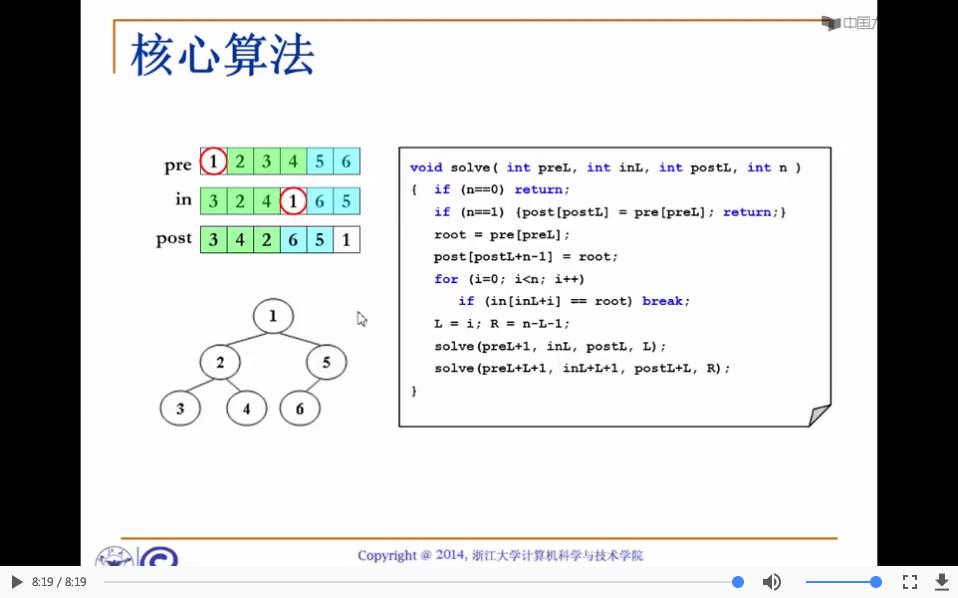 中国大
核心算法
pre 1 2 3 4 5 6
in 3 2 4 1 6 5
post 3 4 2 6 5 1
1
2 5
3 4 6
void solve( int preL, int inL, int postL, int n )
{ if (n==0) return;
if (n==1) {post[postL] = pre[preL]; return;}
root = pre[preL];
post[postL+n-1] = root;
for (i=0; i<n; i++)
if (in[inL+i] == root) break;
L = i; R = n-L-1;
solve(preL+1, inL, postL, L);
solve(preL+L+1, inL+L+1, postL+L, R);
}
Copyright @ 2014, 浙江大学计算机科学与技术学院
8:19 / 8:19